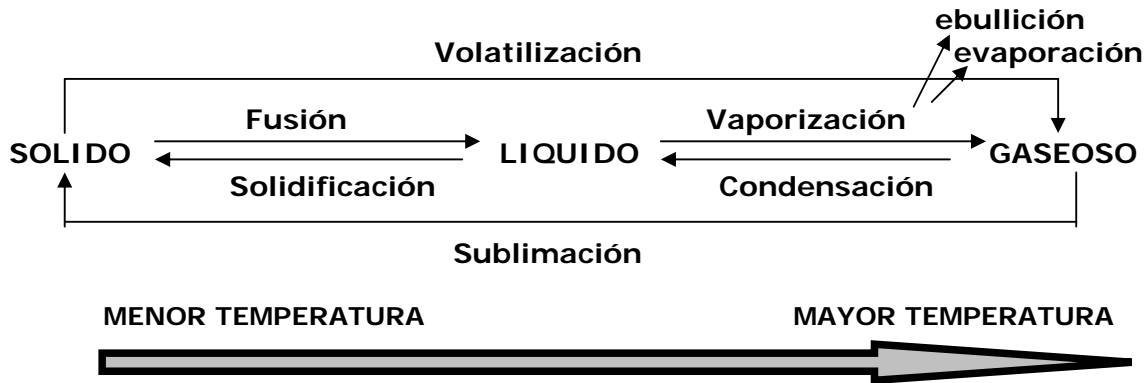 ebullición
Volatilización
evaporación
Fusión
Vaporización
SOLIDO
LIQUIDO
GASEOSO
Solidificación
Condensación
Sublimación
MENOR TEMPERATURA
MAYOR TEMPERATURA